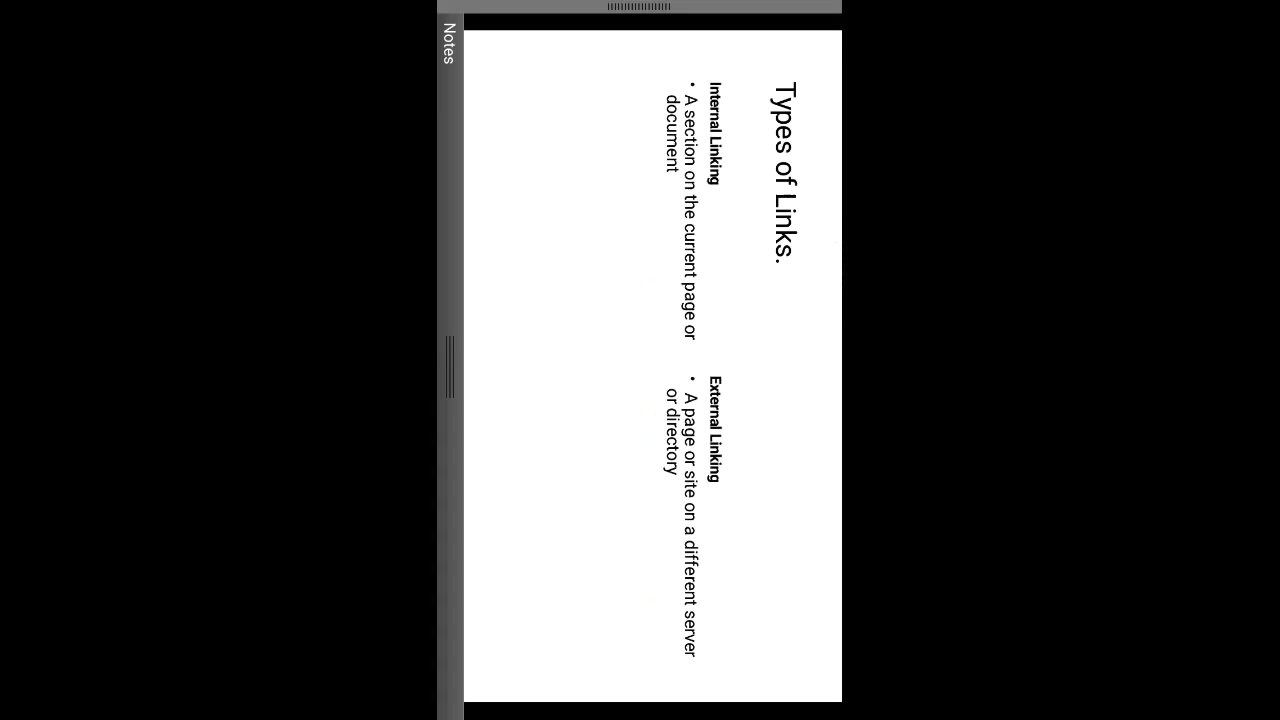 Types of Links.
Internal Linking
• A section on the current page or
document
External Linking
• A page or site on a different server
or directory
Notes